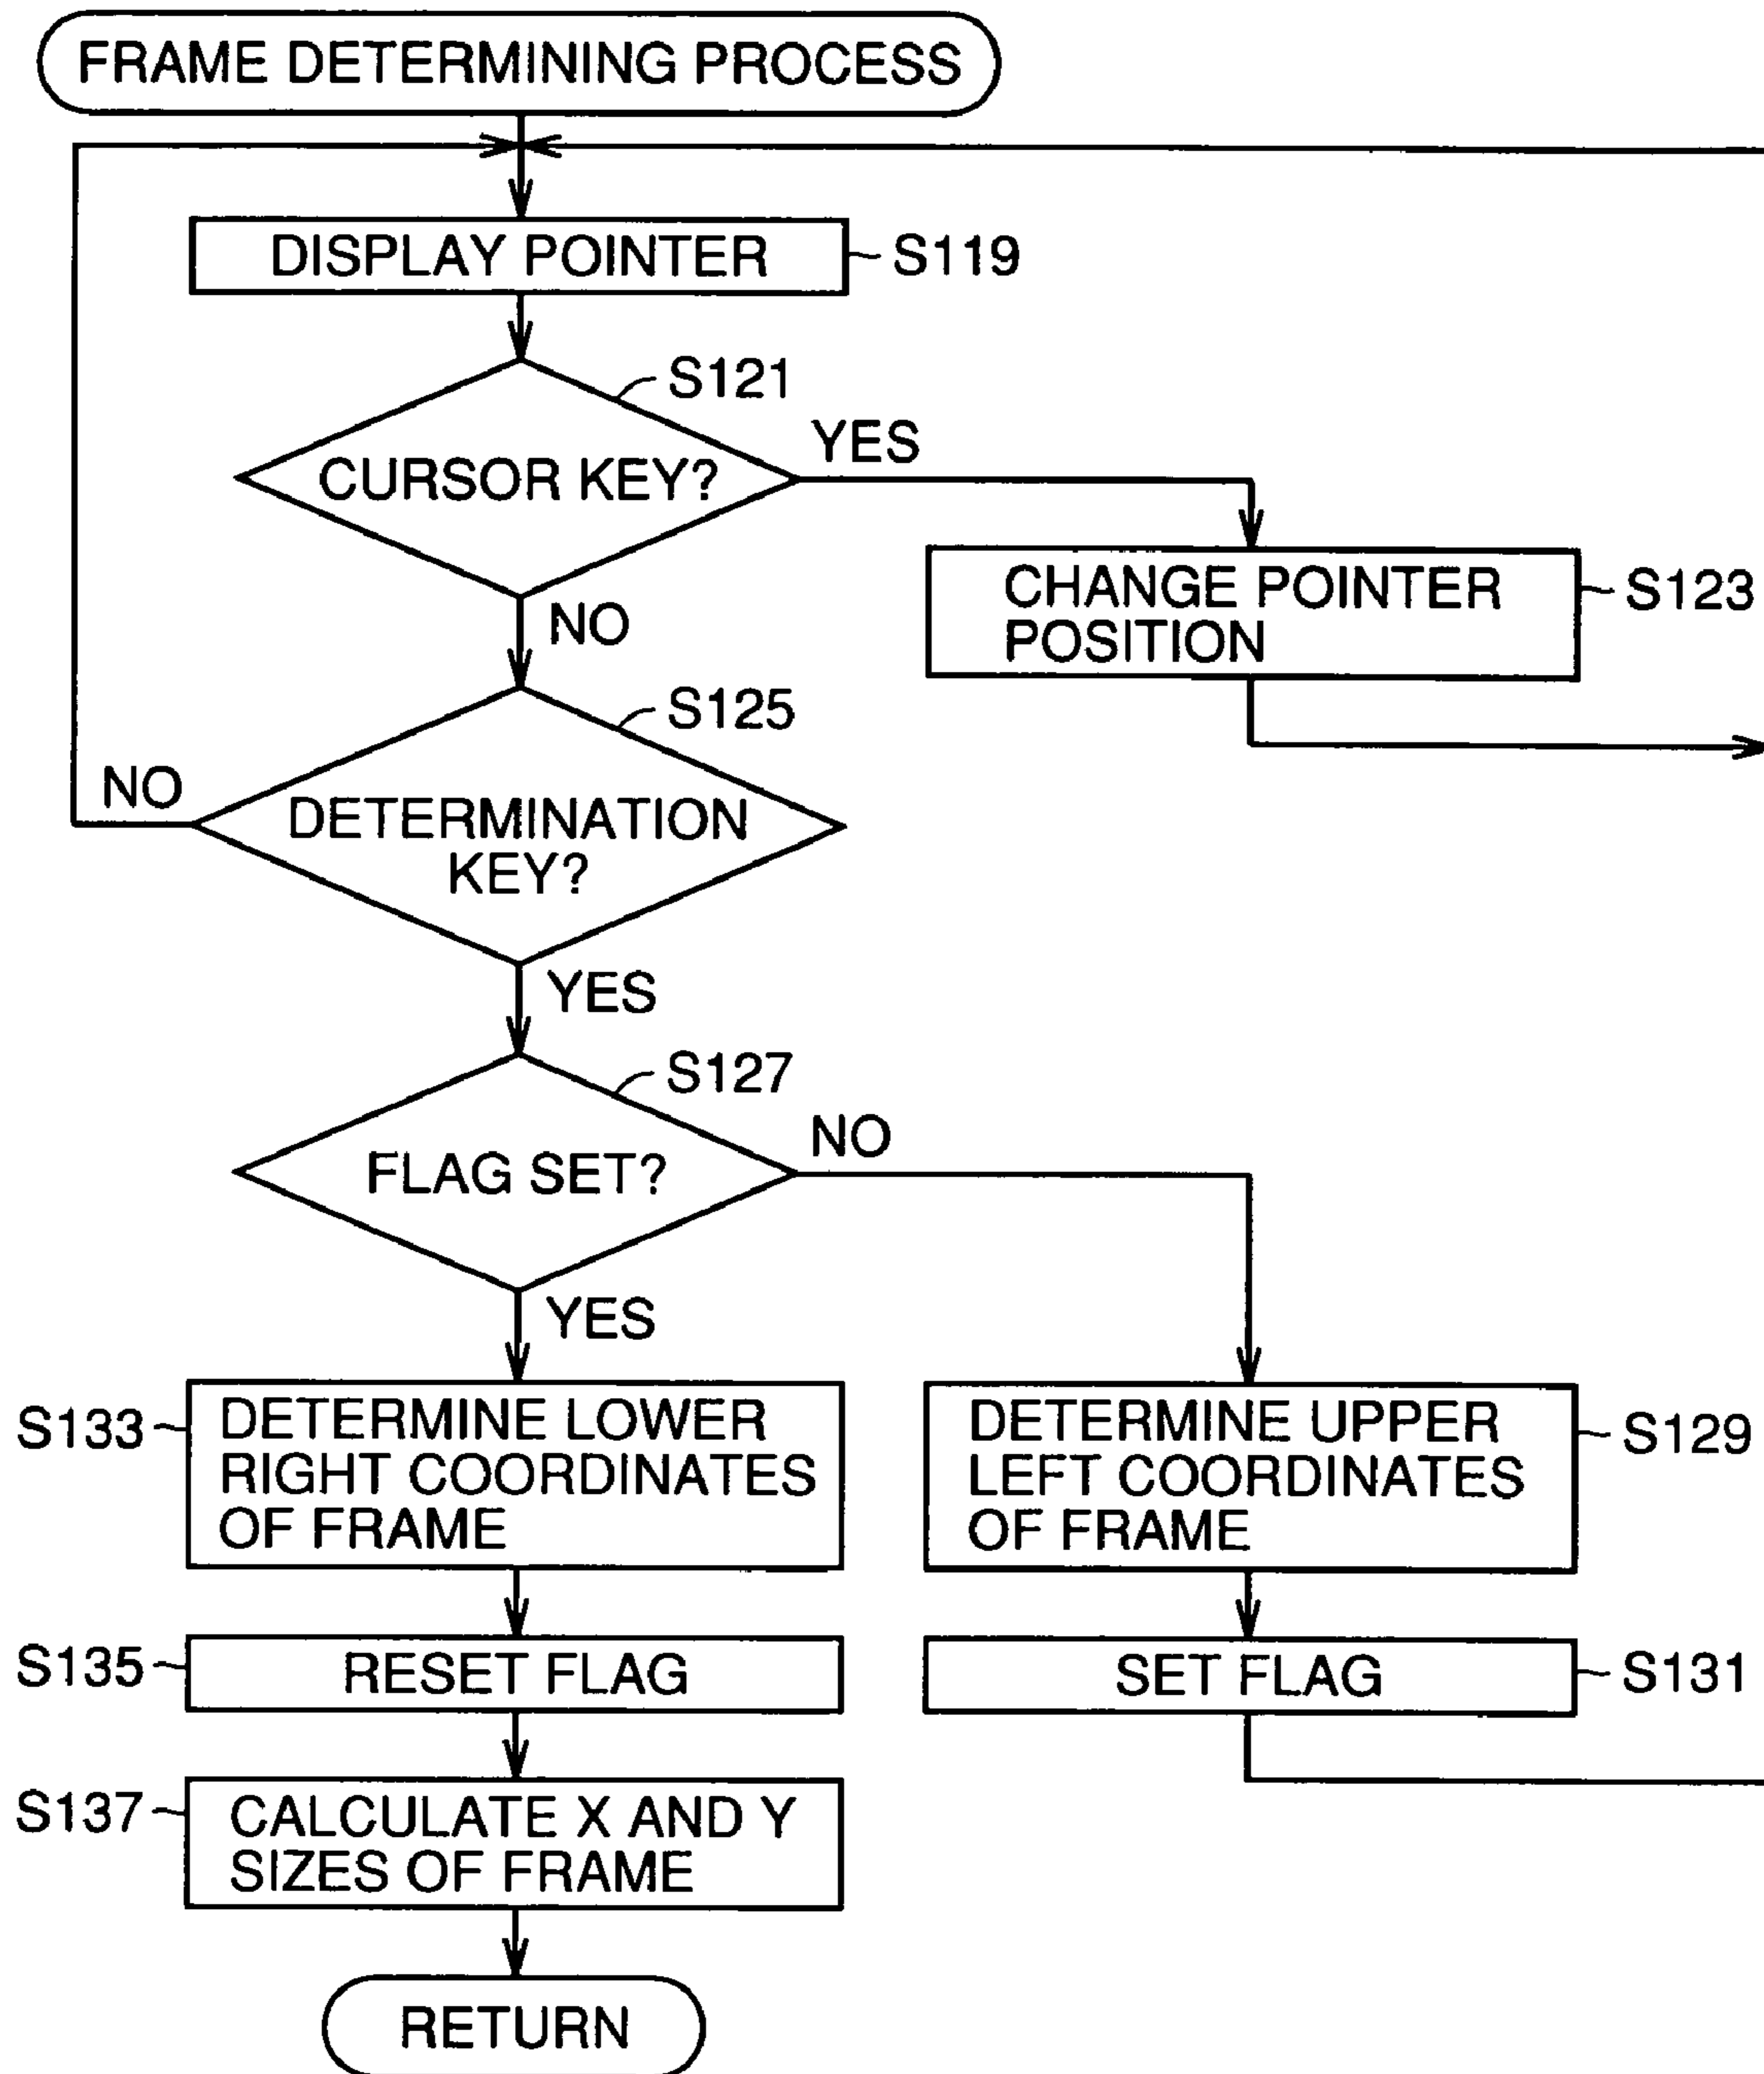 FRAME DETERMINING PROCESS
DISPLAY POINTER
S119
S121
CURSOR KEY?
YES
NO
CHANGE POINTER
POSITION
S123
S125
DETERMINATION
KEY?
NO
YES
S127
FLAG SET?
NO
YES
S133
DETERMINE LOWER
RIGHT COORDINATES
OF FRAME
DETERMINE UPPER
LEFT COORDINATES
OF FRAME
S129
S135
RESET FLAG
SET FLAG
S131
S137
CALCULATE X AND Y
SIZES OF FRAME
RETURN